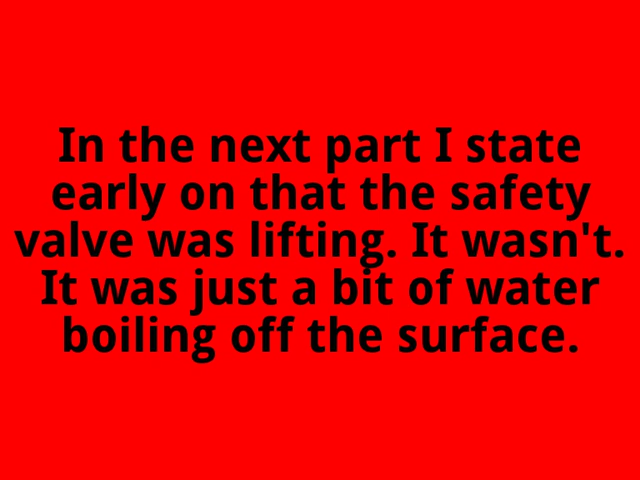 In the next part I state
early on that the safety
valve was lifting. It wasn't.
It was just a bit of water
boiling off the surface.